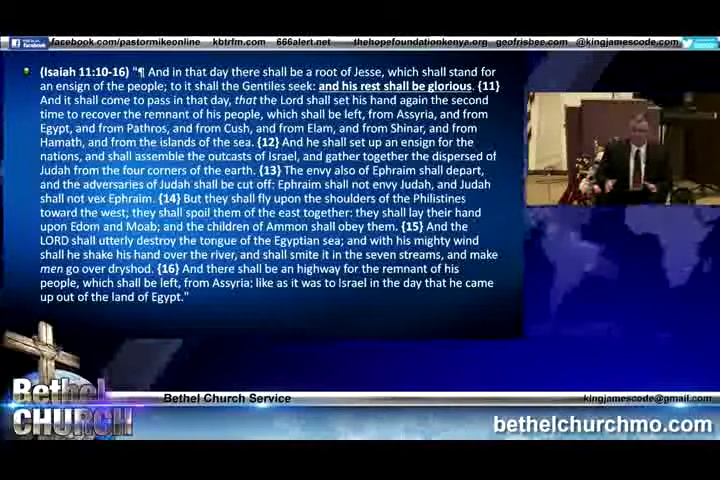 facebook.com/pastormikeonline kbtrfm.com 666alert.net thehopefoundationkenya.org geofrisbee.com @kingjamescode.com
(Isaiah 11:10-16) "¶ And in that day there shall be a root of Jesse, which shall stand for
an ensign of the people; to it shall the Gentiles seek: and his rest shall be glorious. {11}
And it shall come to pass in that day, that the Lord shall set his hand again the second
time to recover the remnant of his people, which shall be left, from Assyria, and from
Egypt, and from Pathros, and from Cush, and from Elam, and from Shinar, and from
Hamath, and from the islands of the sea. {12} And he shall set up an ensign for the
nations, and shall assemble the outcasts of Israel, and gather together the dispersed of
Judah from the four corners of the earth. {13} The envy also of Ephraim shall depart,
and the adversaries of Judah shall be cut off: Ephraim shall not envy Judah, and Judah
shall not vex Ephraim. {14} But they shall fly upon the shoulders of the Philistines
toward the west; they shall spoil them of the east together: they shall lay their hand
upon Edom and Moab; and the children of Ammon shall obey them. {15} And the
LORD shall utterly destroy the tongue of the Egyptian sea; and with his mighty wind
shall he shake his hand over the river, and shall smite it in the seven streams, and make
men go over dryshod. {16} And there shall be an highway for the remnant of his
people, which shall be left, from Assyria; like as it was to Israel in the day that he came
up out of the land of Egypt."
Bethel
CHURCH
Bethel Church Service
kingjamescode@gmail.com
bethelchurchmo.com